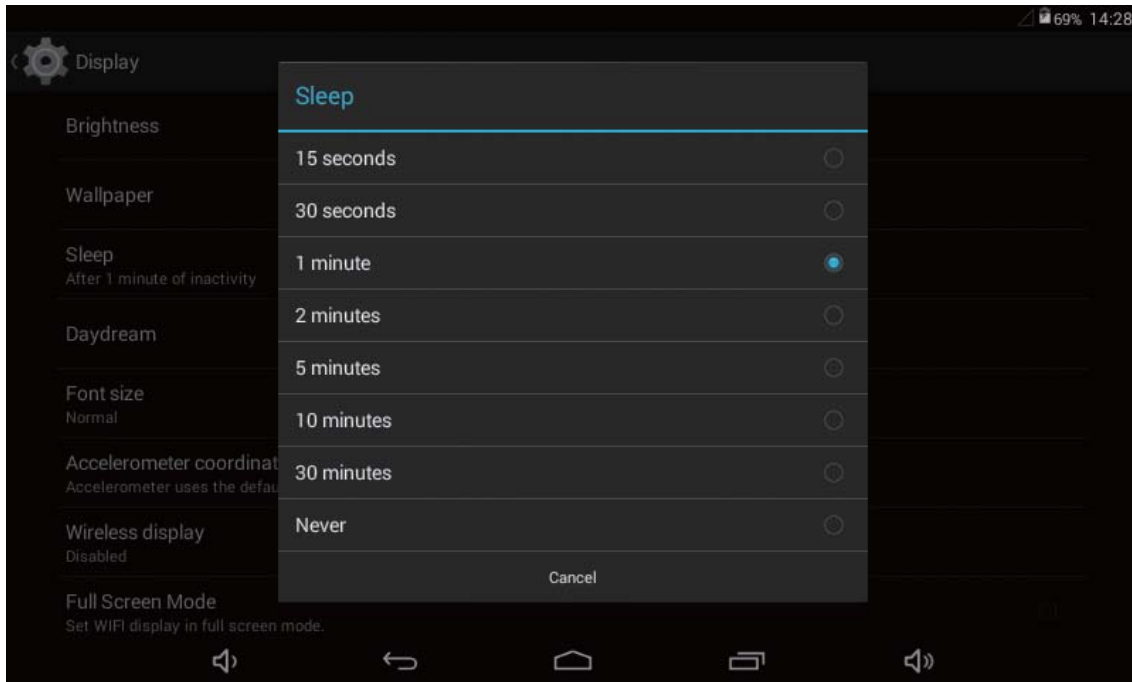 69% 14:28
Display
Sleep
Brightness
Wallpaper
Sleep
After 1 minute of inactivity
Daydream
Font size
Normal
Accelerometer coordinat
Accelerometer uses the defau
Wireless display
Disabled
Full Screen Mode
Set WIFI display in full screen mode.
15 seconds
30 seconds
1 minute
2 minutes
5 minutes
10 minutes
30 minutes
Never
Cancel